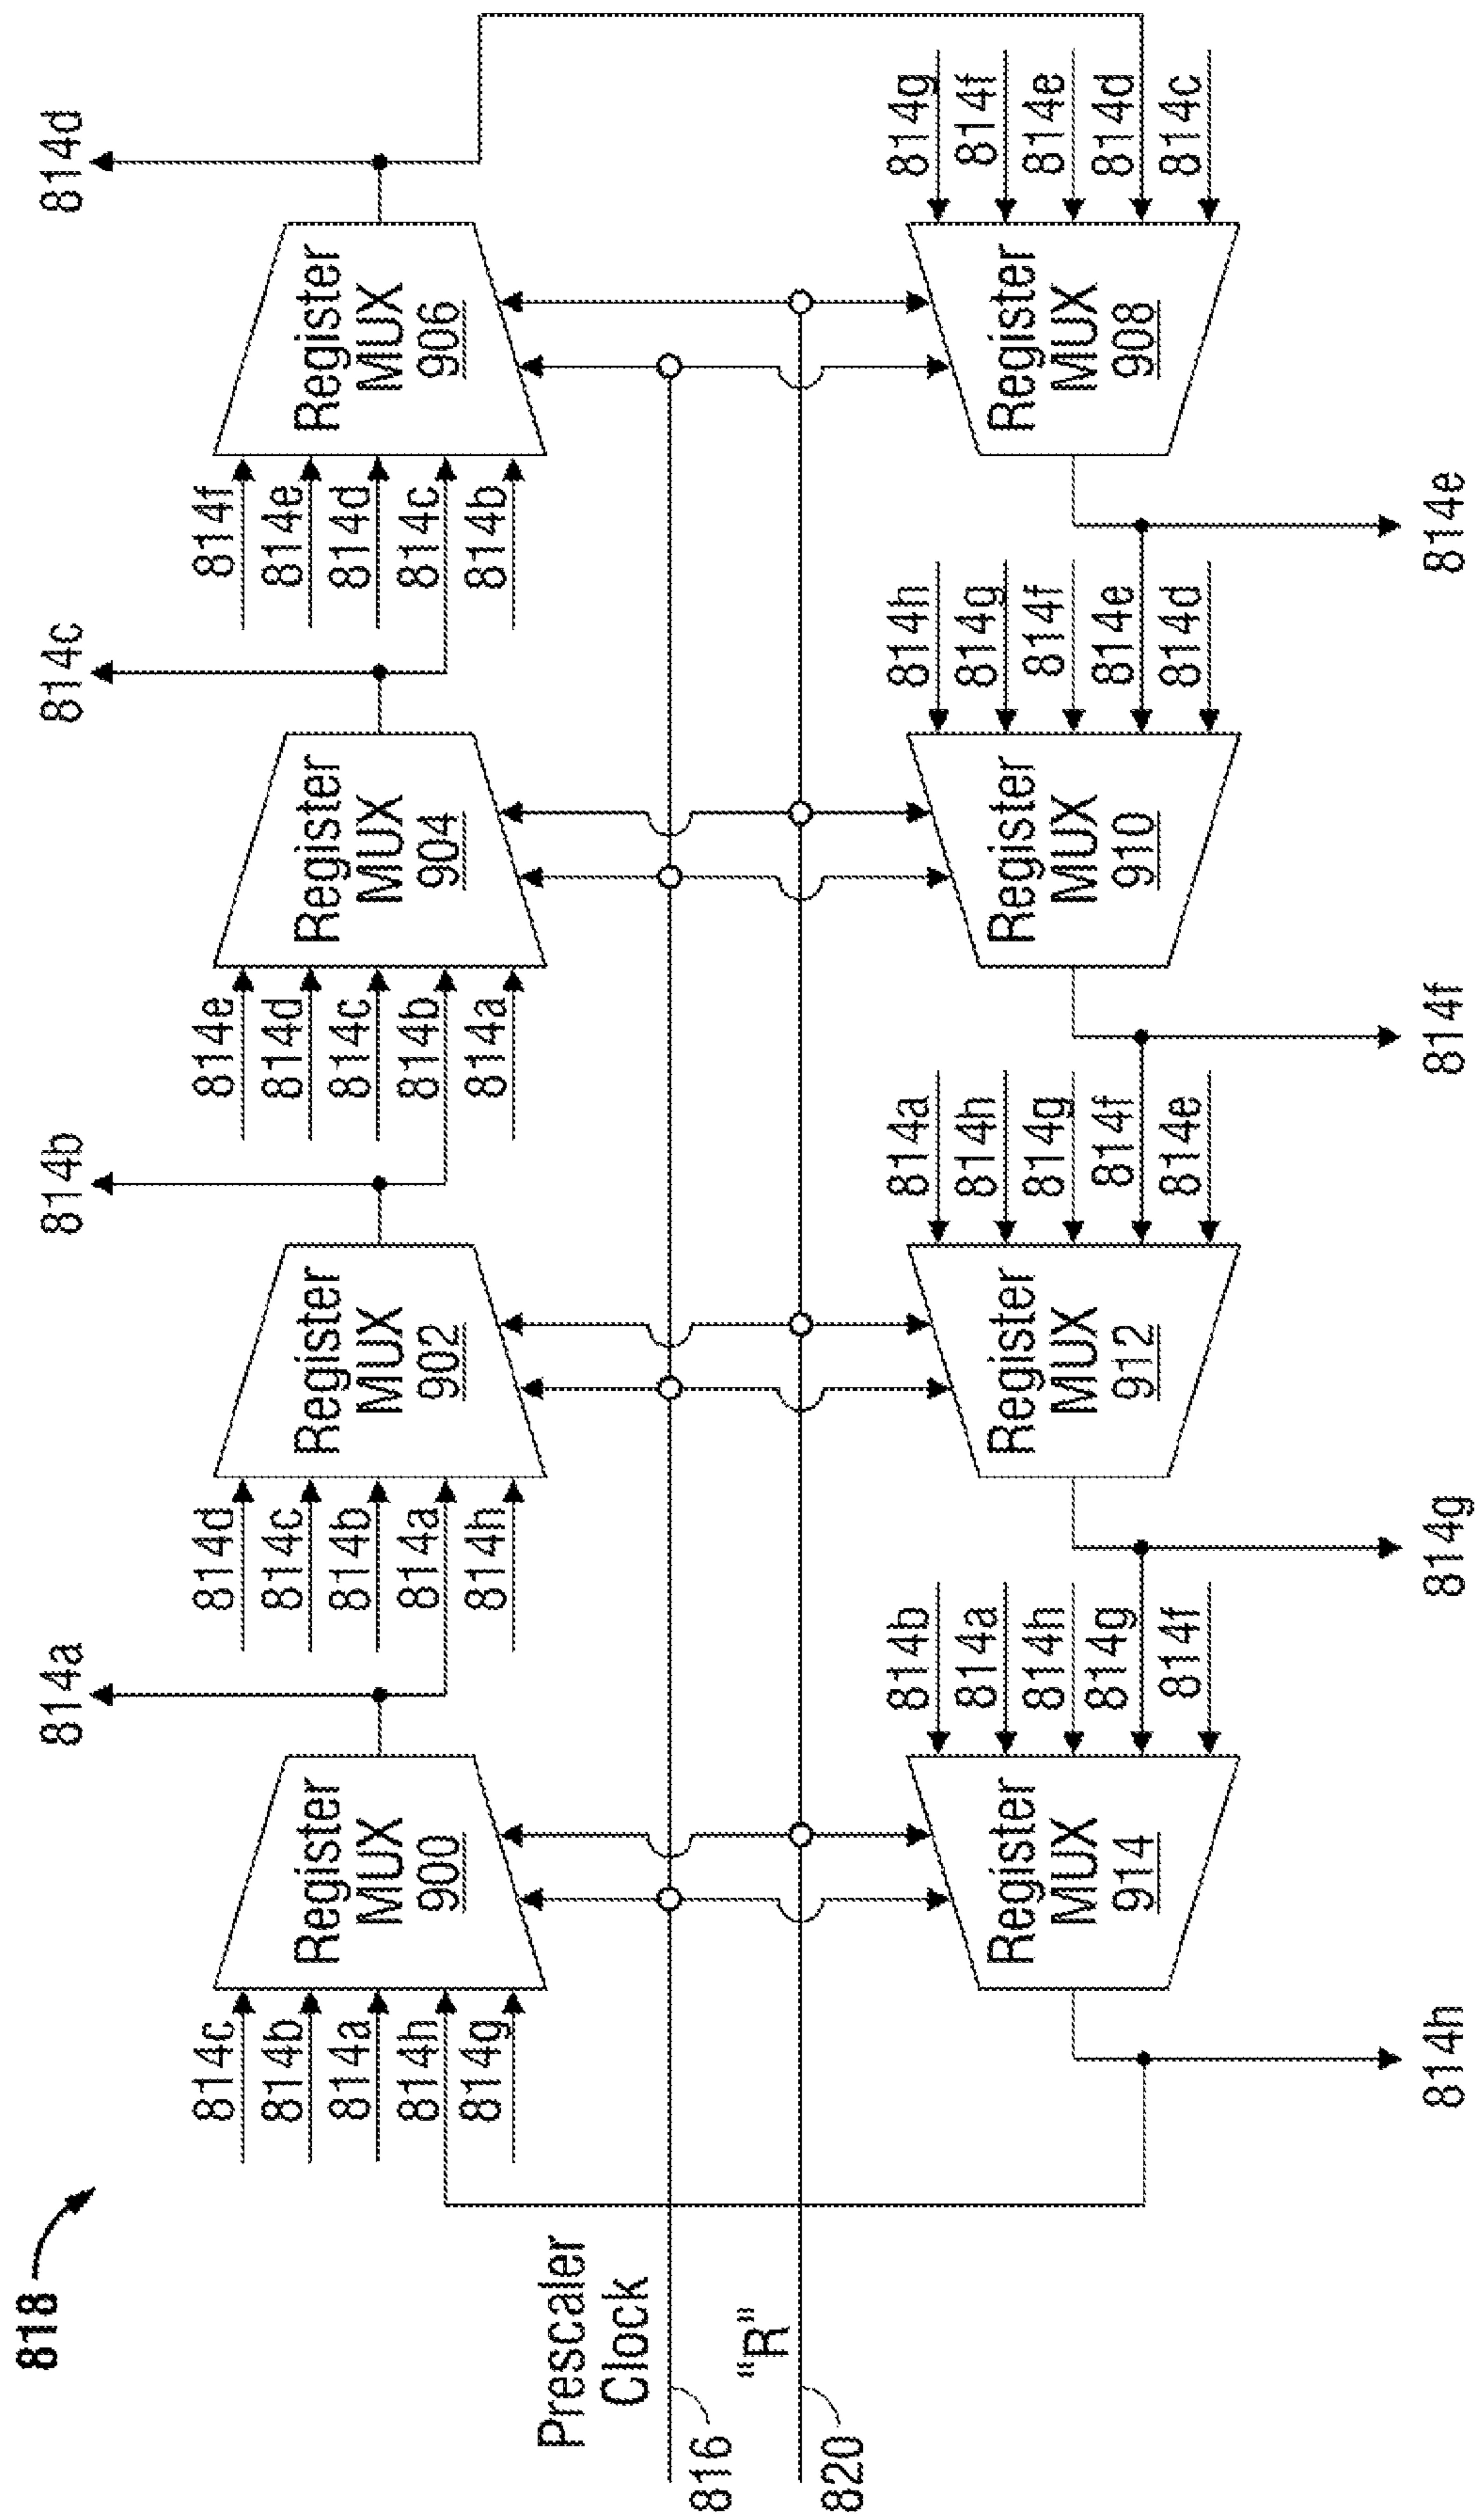 818
814a
814b
814c
814d
814c
814b
814a
814h
814g
Register
MUX
900
814d
814c
814b
814a
814h
Register
MUX
902
814e
814d
814c
814b
814a
Register
MUX
904
814f
814e
814d
814c
814b
Register
MUX
906
Prescaler
Clock
816
"R"
820
Register
MUX
914
814b
814a
814h
814g
814f
Register
MUX
912
814a
814h
814g
814f
814e
Register
MUX
910
814h
814g
814f
814e
814d
Register
MUX
908
814g
814f
814e
814d
814c
814h
814g
814f
814e